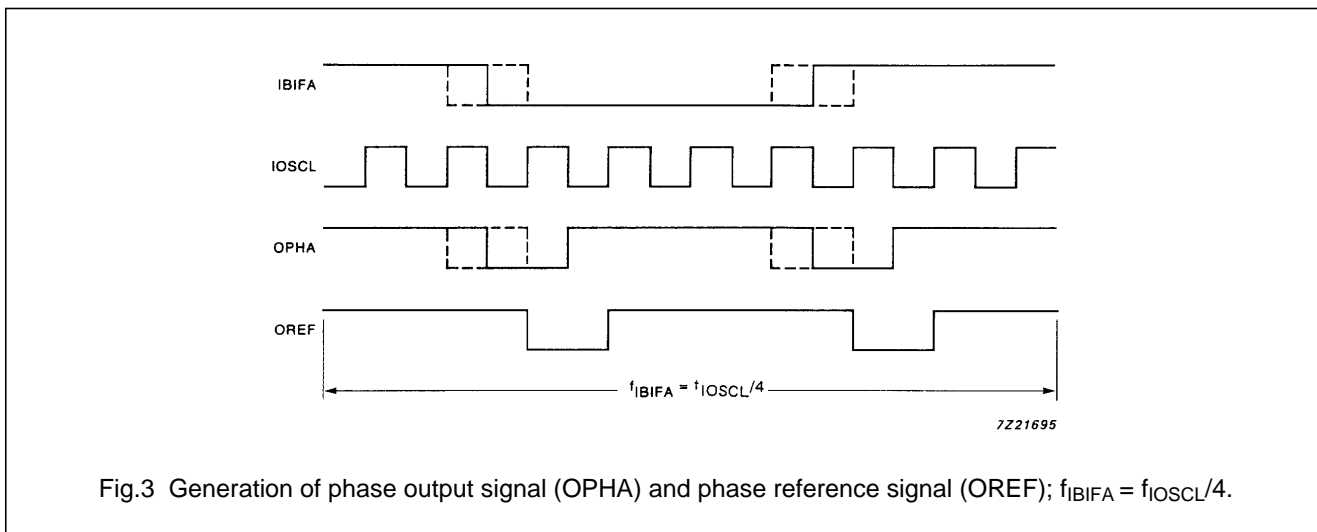 IBIFA
IOSCL
OPHA
OREF
fIBIFA = tIOSCL/4
7Z21695
Fig.3 Generation of phase output signal (OPHA) and phase reference signal (OREF); fIBIFA = fIOSCL/4.